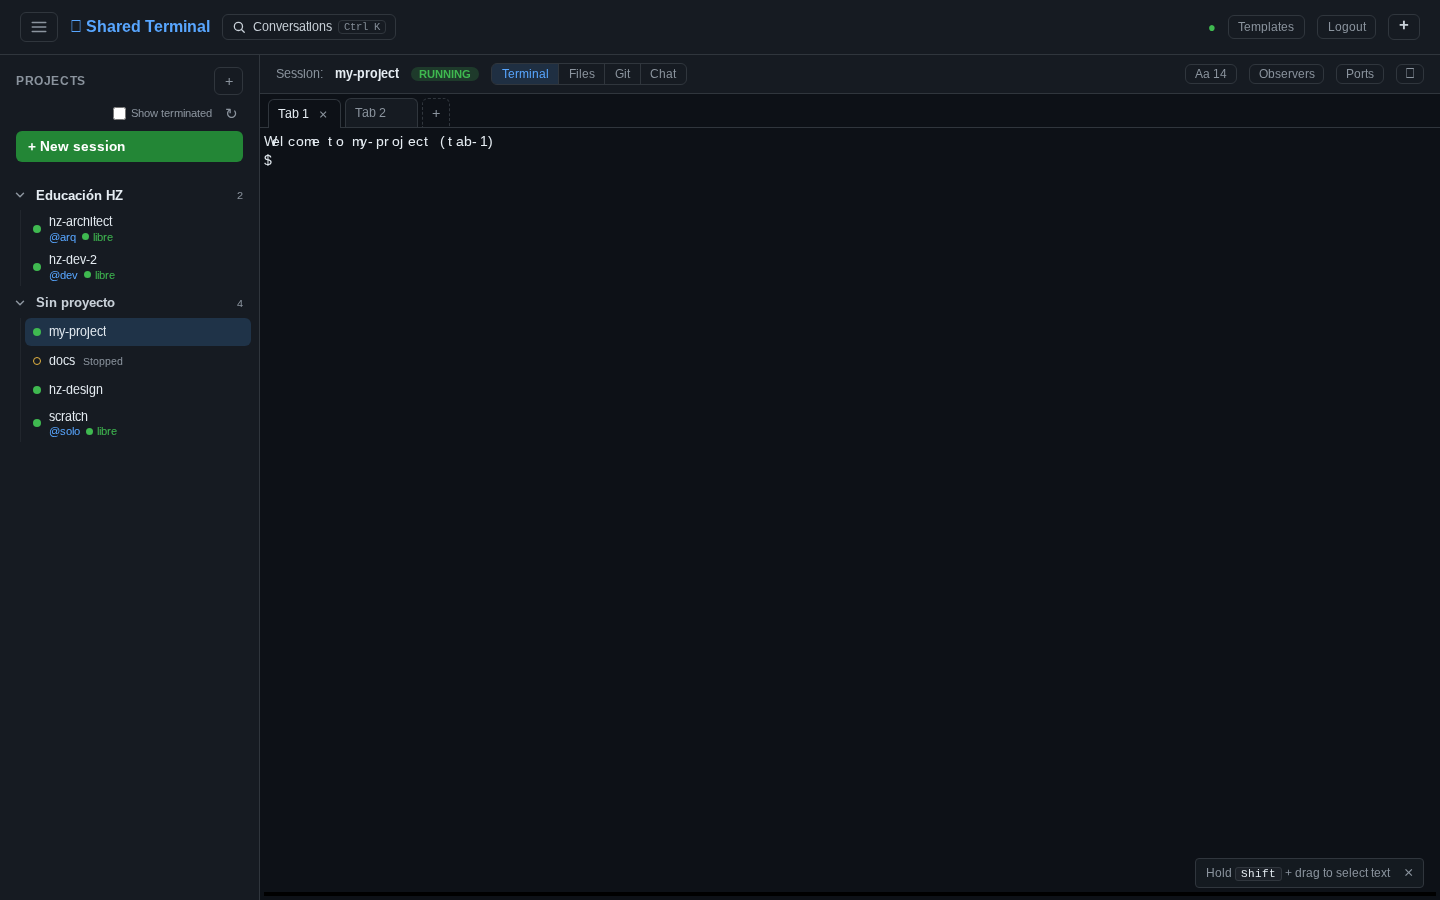 Shared Terminal
Conversations Ctrl K
Templates
Logout
+
PROJECTS
+
Show terminated ↻
+ New session
Educación HZ 2
hz-architect
@arq libre
hz-dev-2
@dev libre
Sin proyecto 4
my-project
docs Stopped
hz-design
scratch
@solo libre
Session: my-project RUNNING Terminal Files Git Chat
Aa 14 Observers Ports
Tab 1 × Tab 2 +
Welcome to my-project (tab-1)
$
Hold Shift + drag to select text ×